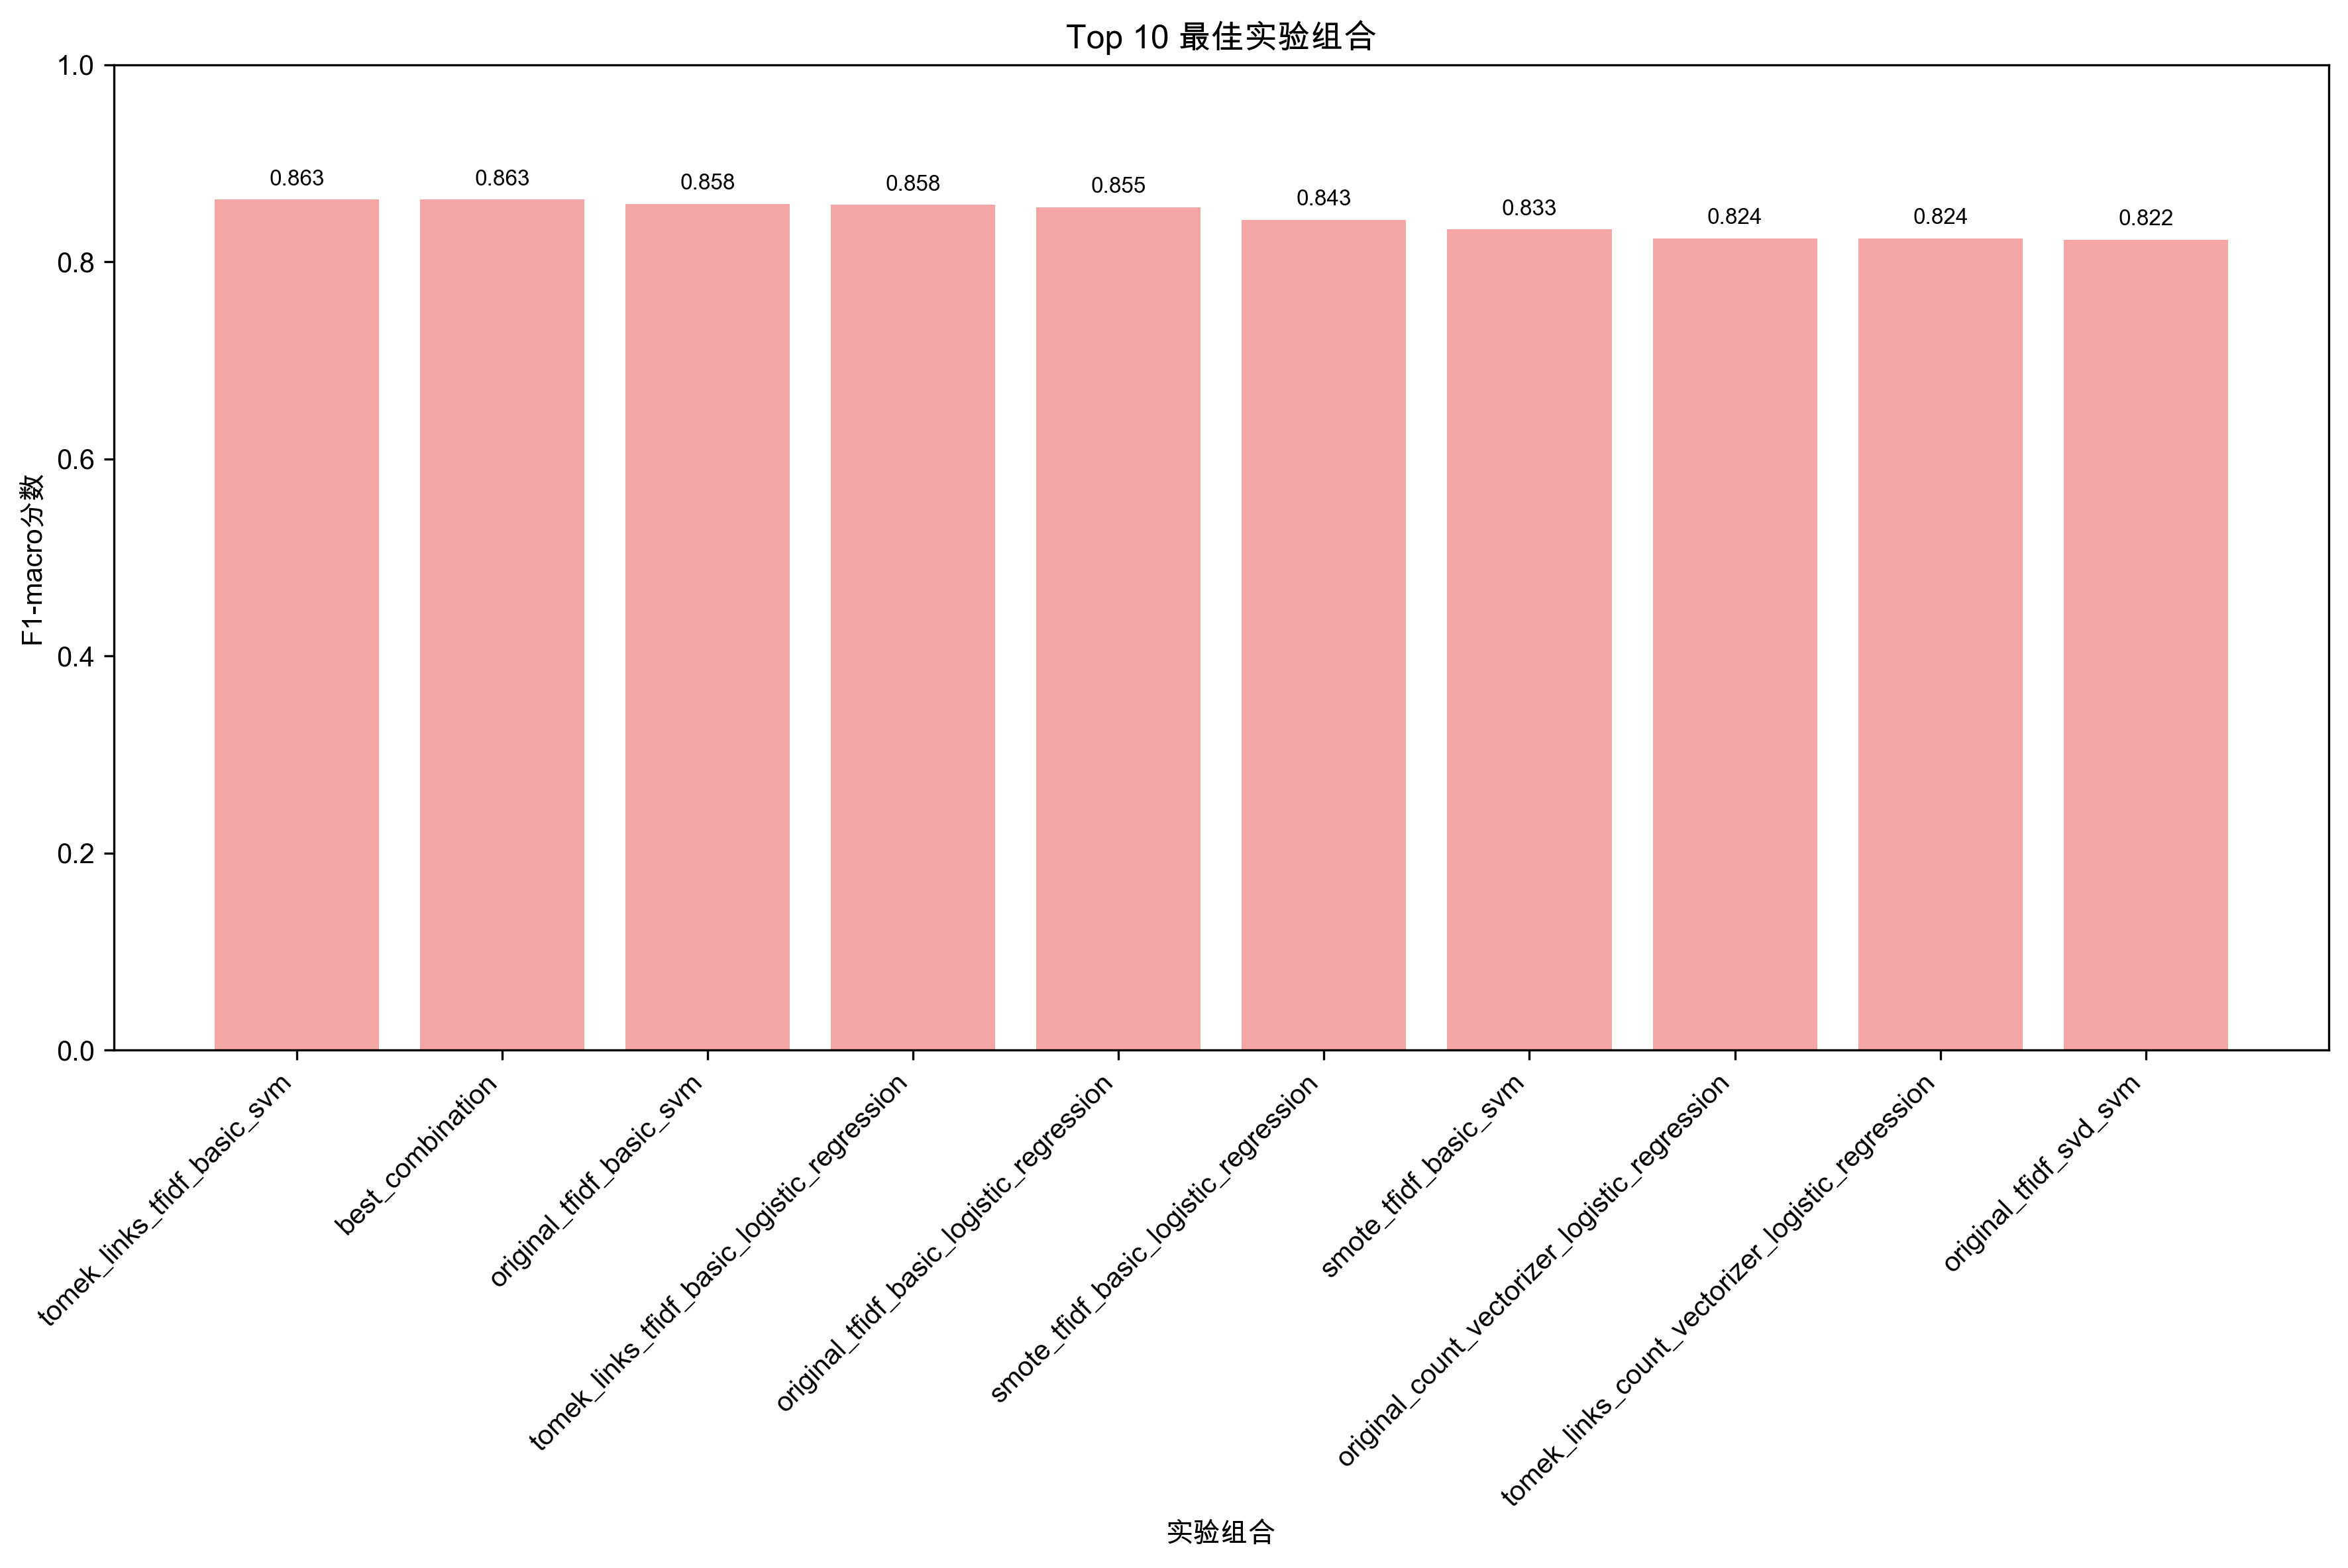 Top 10 最佳实验组合
F1-macro分数
1.0
0.8
0.6
0.4
0.2
0.0
0.863
0.863
0.858
0.858
0.855
0.843
0.833
0.824
0.824
0.822
tomek_links_tfidf_basic_svm
best_combination
original_tfidf_basic_svm
tomek_links_tfidf_basic_logistic_regression
original_tfidf_basic_logistic_regression
smote_tfidf_basic_logistic_regression
smote_tfidf_basic_svm
original_count_vectorizer_logistic_regression
tomek_links_count_vectorizer_logistic_regression
original_tfidf_svd_svm
实验组合